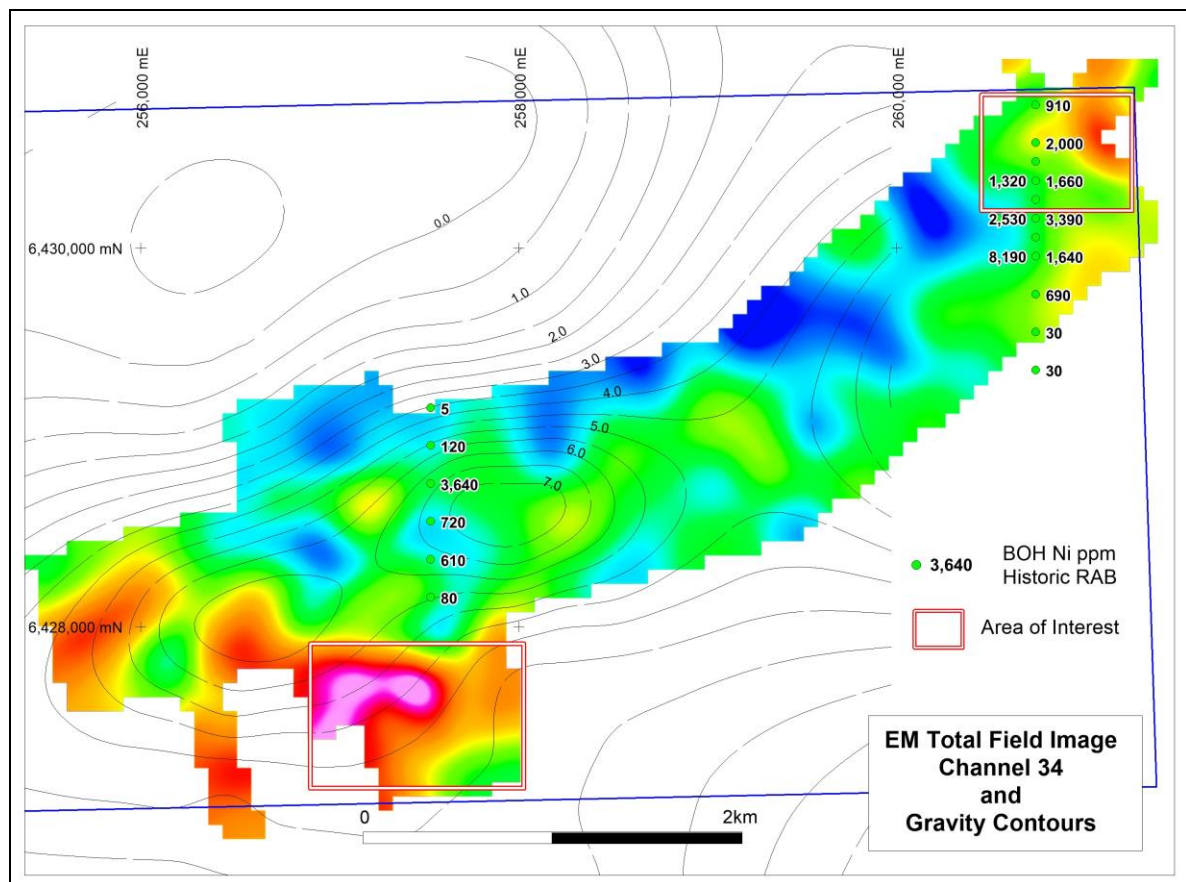 256,000 mE
258,000 mE
260,000 mE
910
2,000
1,320 1,660
2,530 3,390
8,190 1,640
690
30
30
6,430,000 mN
0.0
1.0
2.0
3.0
4.0
5.0
6.0
7.0
5
120
3,640
720
610
80
6,428,000 mN
3,640 BOH Ni ppm
Historic RAB
Area of Interest
EM Total Field Image
Channel 34
and
Gravity Contours
0 2km